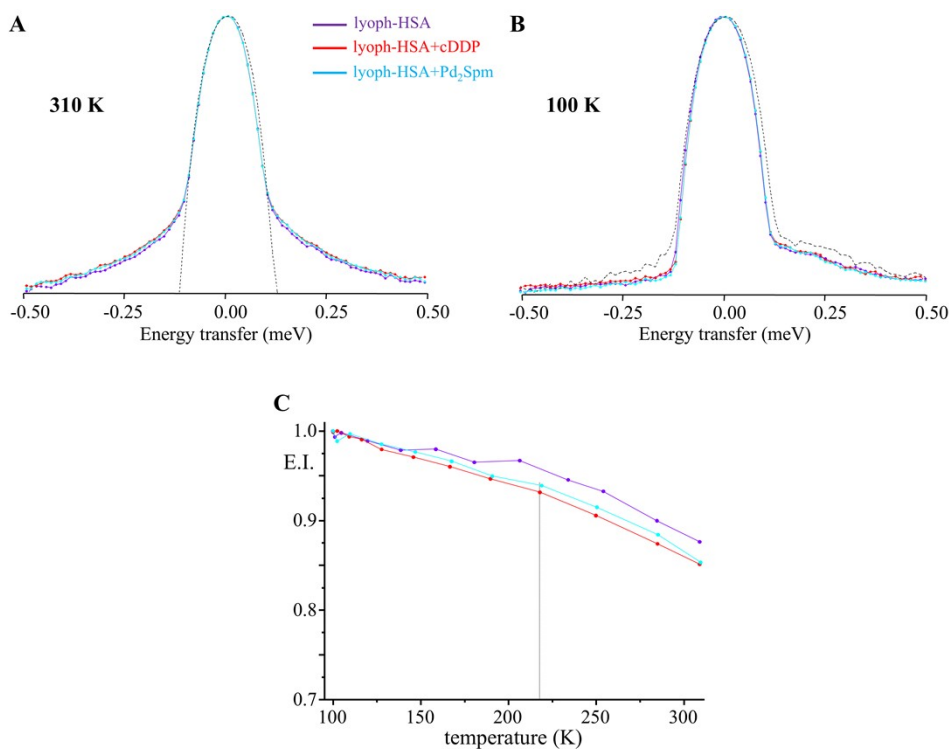 A
lyoph-HSA
lyoph-HSA+cDDP
lyoph-HSA+Pd₂Spm
B
310 K
100 K
-0.50 -0.25 0.00 0.25 0.50
Energy transfer (meV)
-0.50 -0.25 0.00 0.25 0.50
Energy transfer (meV)
C
1.0
E.I.
0.9
0.8
0.7
100 150 200 250 300
temperature (K)